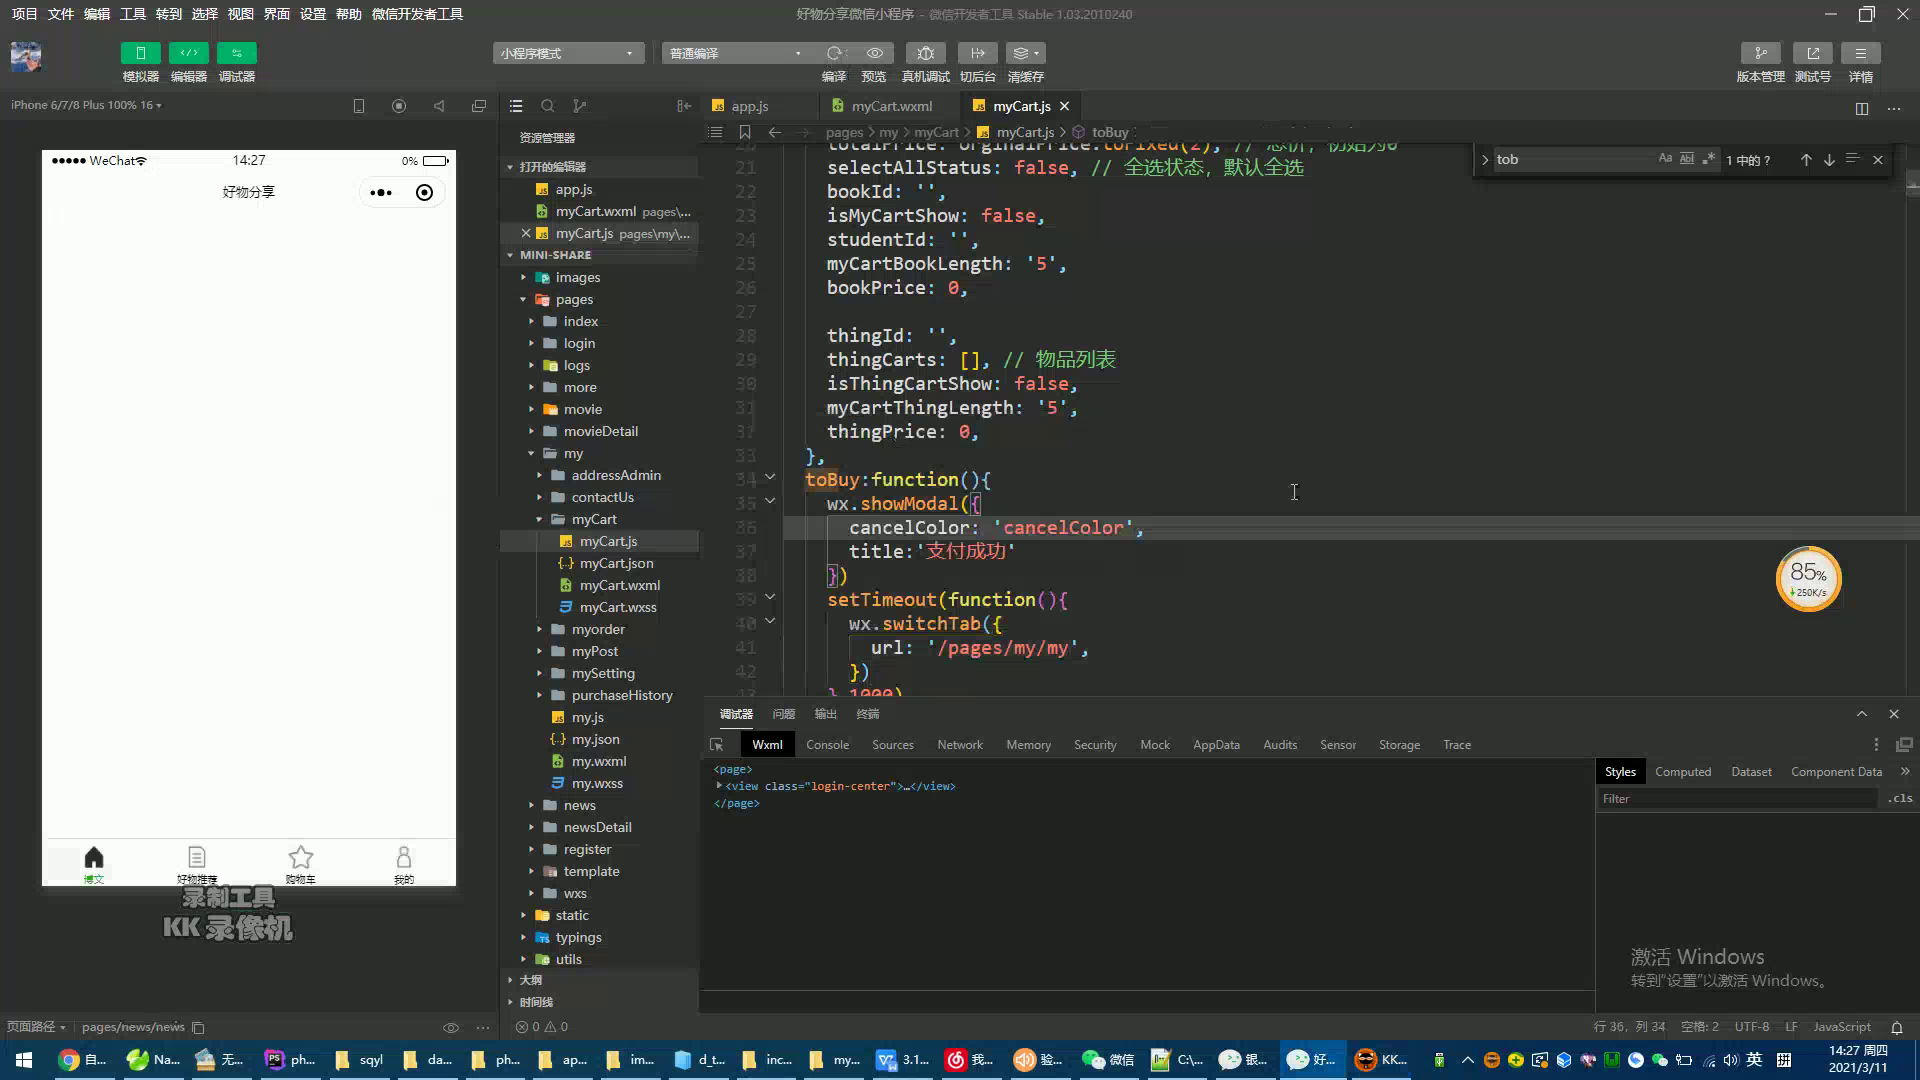 项目 文件 编辑 工具 转到 选择 视图 界面 设置 帮助 微信开发者工具
好物分享微信小程序 - 微信开发者工具 Stable 1.03.2010240
小程序模式
普通编译
模拟器 编辑器 调试器
编译 预览 真机调试 切后台 清缓存
版本管理 测试号 详情
iPhone 6/7/8 Plus 100% 16
WeChat
14:27
0%
好物分享
博文
好物推荐
购物车
我的
录制工具
KK 录像机
页面路径
pages/news/news
资源管理器
打开的编辑器
app.js
myCart.wxml pages\...
myCart.js pages\my\...
MINI-SHARE
images
pages
index
login
logs
more
movie
movieDetail
my
addressAdmin
contactUs
myCart
myCart.js
myCart.json
myCart.wxml
myCart.wxss
myorder
myPost
mySetting
purchaseHistory
my.js
my.json
my.wxml
my.wxss
news
newsDetail
register
template
wxs
static
typings
utils
大纲
时间线
0 0
app.js
myCart.wxml
myCart.js
pages > my > myCart > myCart.js > toBuy
tob
Aa Abl .*
1 中的 ?
totalPrice: orginalPrice.toFixed(2), // 总价，初始为0
21 selectAllStatus: false, // 全选状态，默认全选
22 bookId: '',
23 isMyCartShow: false,
24 studentId: '',
25 myCartBookLength: '5',
26 bookPrice: 0,
27
28 thingId: '',
29 thingCarts: [], // 物品列表
30 isThingCartShow: false,
31 myCartThingLength: '5',
32 thingPrice: 0,
33 },
34 toBuy:function(){
35 wx.showModal({
36 cancelColor: 'cancelColor',
37 title:'支付成功'
38 })
39 setTimeout(function(){
40 wx.switchTab({
41 url: '/pages/my/my',
42 })
43 },1000)
85%
250K/s
调试器 问题 输出 终端
Wxml Console Sources Network Memory Security Mock AppData Audits Sensor Storage Trace
<page>
<view class="login-center">…</view>
</page>
Styles Computed Dataset Component Data
Filter
.cls
激活 Windows
转到“设置”以激活 Windows。
行 36，列 34 空格: 2 UTF-8 LF JavaScript
自... Na... 无... ph... sqyl da... ph... ap... im... d_t... inc... my... 3.1... 我... 验... 微信 C:\... 银... 好... KK...
英
14:27 周四
2021/3/11